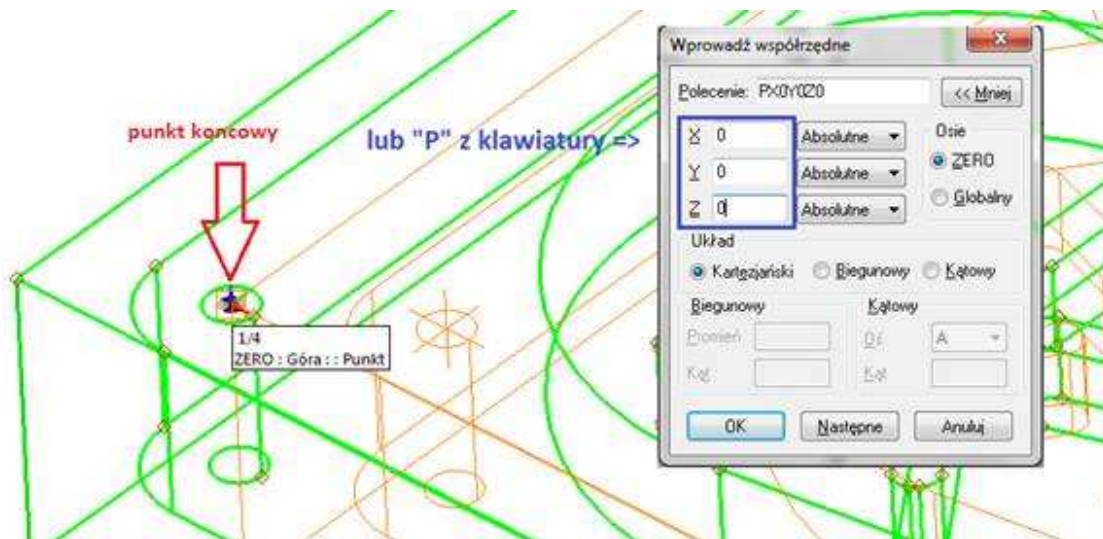 Wprowadź współrzędne
Polecenie: PX0Y0Z0
<< Mniej
punkt końcowy
lub "P" z klawiatury =>
X 0 Absolutne
Y 0 Absolutne
Z 0 Absolutne
Osie
ZERO
Globalny
Układ
Kartezjański Biegunowy Kątowy
Biegunowy
Promień
Kąt
Kątowy
Oś A
Kąt
1/4
ZERO : Góra : : Punkt
OK Następne Anuluj